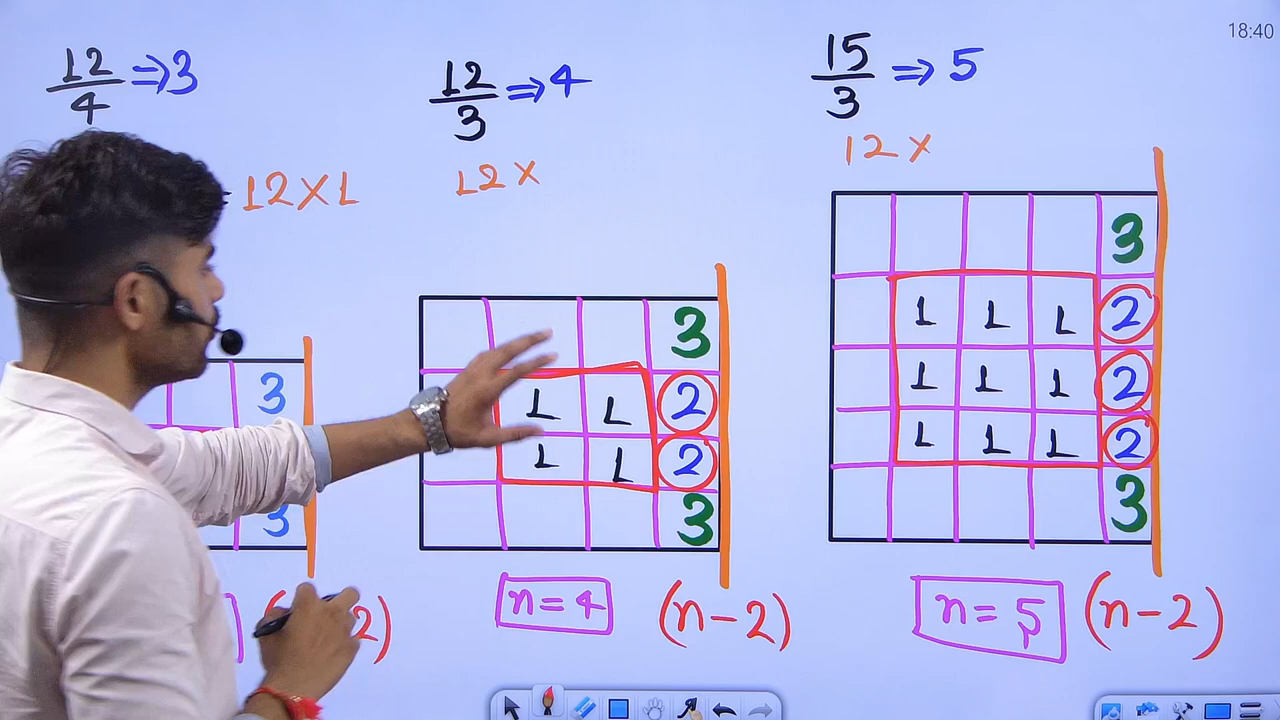 18:40
12/4 ⇒ 3
12/3 ⇒ 4
15/3 ⇒ 5
12 × 1
12 ×
12 ×
3
3
3
2
2
3
1 1
1 1
3
2
2
2
3
1 1 1
1 1 1
1 1 1
2)
n = 4
(n - 2)
n = 5
(n - 2)